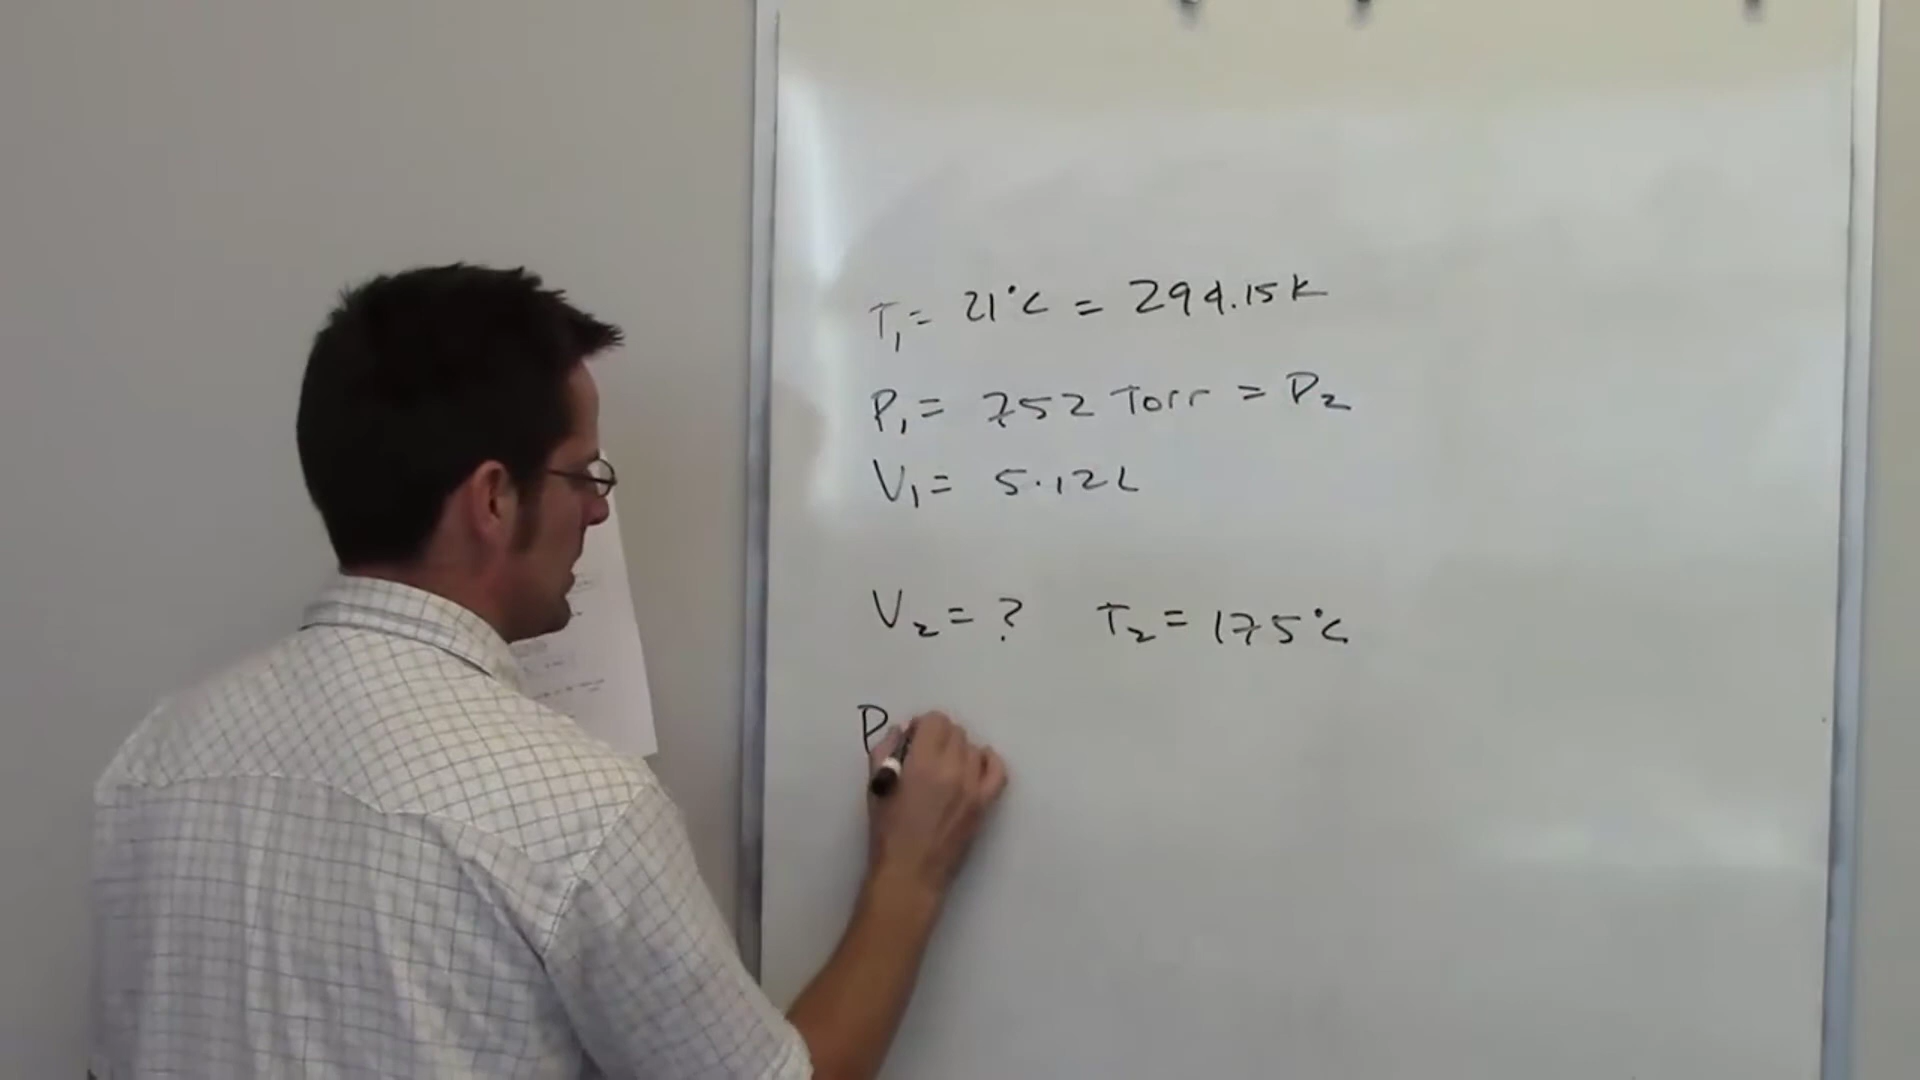 T₁ = 21°C = 294.15K
P₁ = 752 Torr = P₂
V₁ = 5.12L
V₂ = ? T₂ = 175°C
P